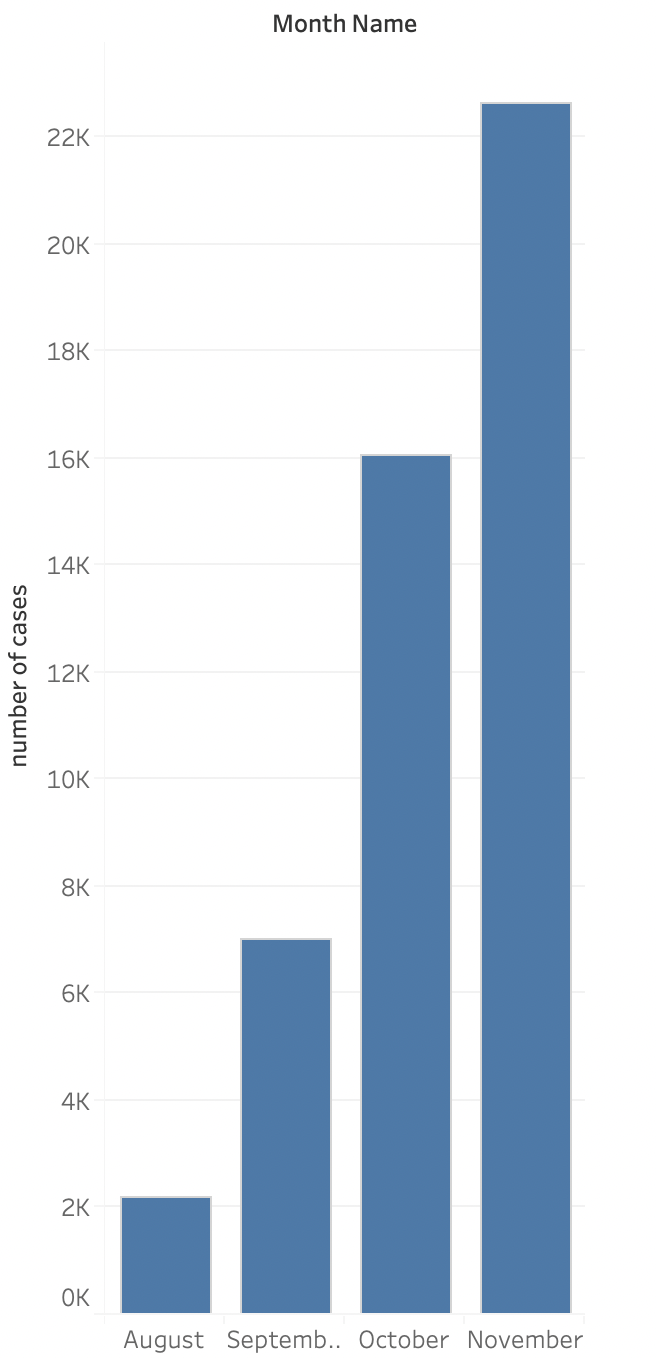 Month Name
22K
20K
18K
16K
14K
12K
10K
8K
6K
4K
2K
0K
number of cases
August Septemb.. October November